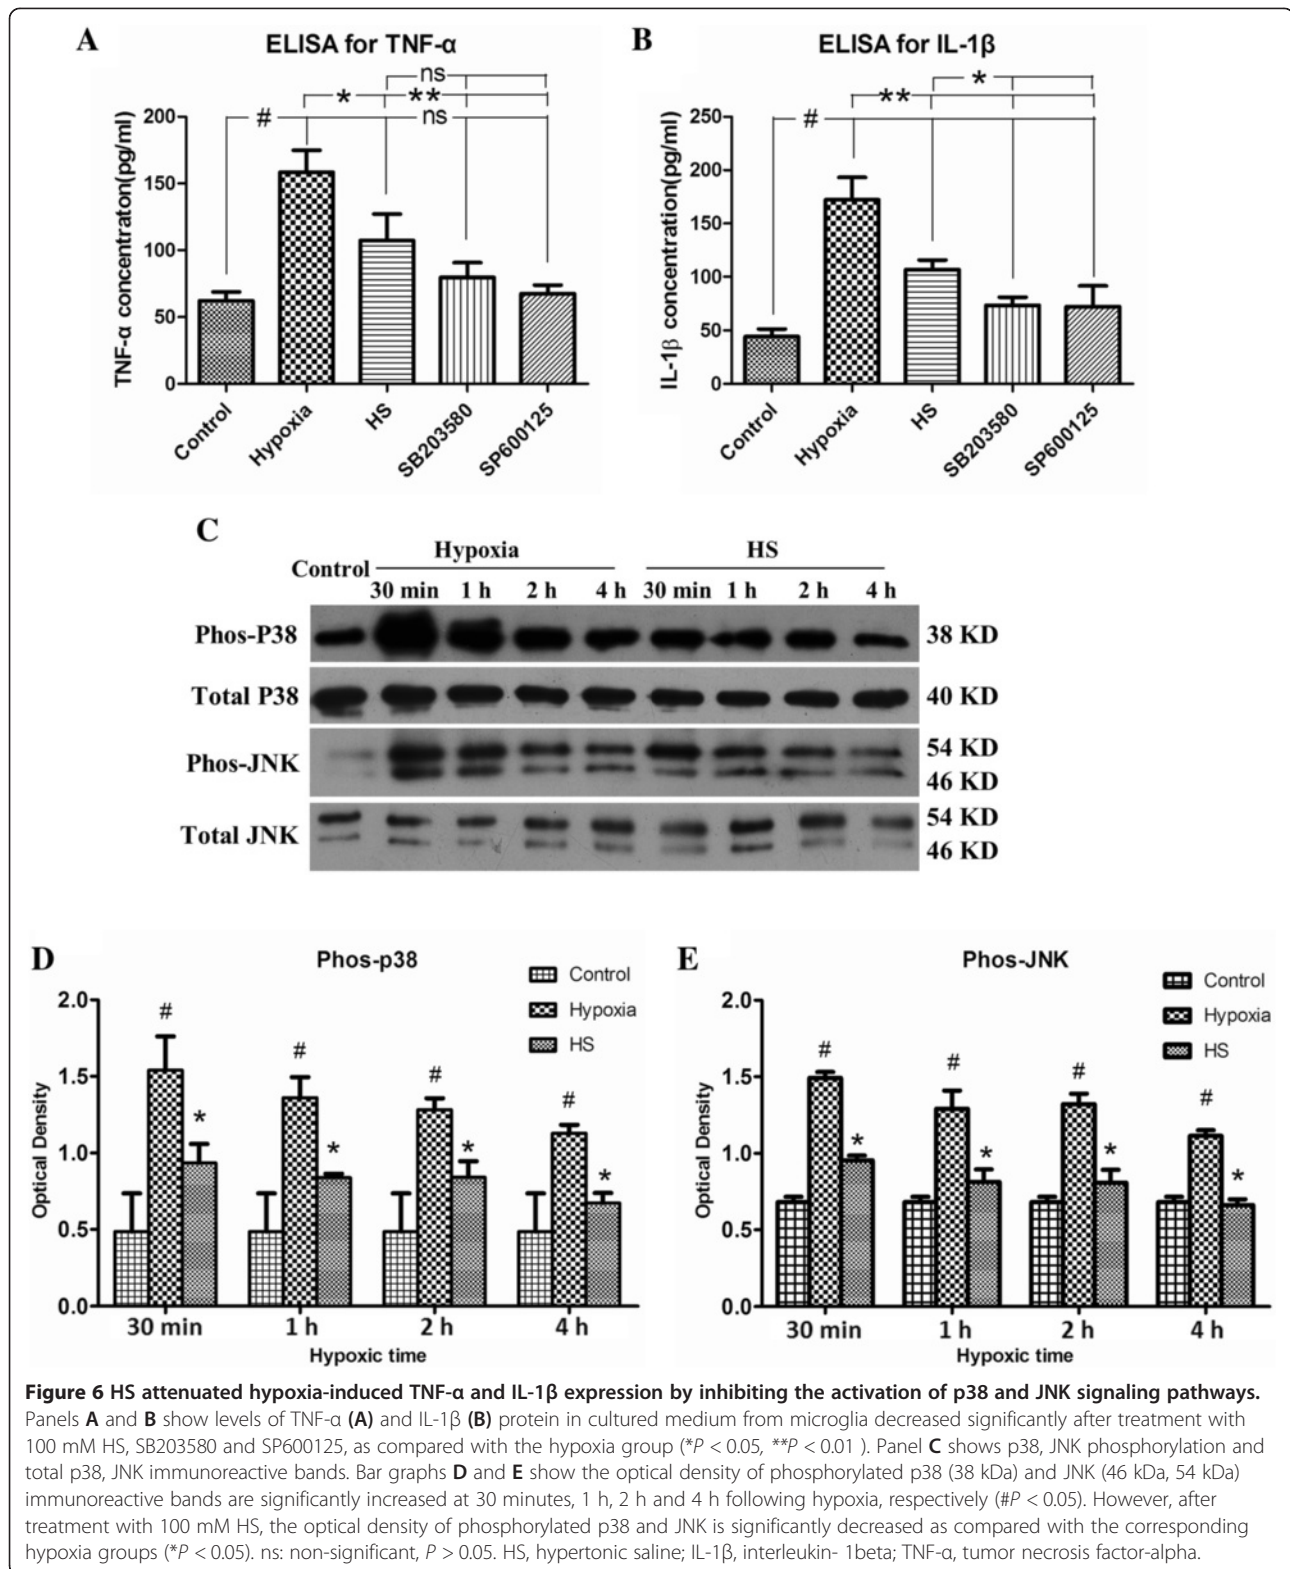 A
ELISA for TNF-α
ns
* **
# ns
TNF-α concentraton(pg/ml)
200
150
100
50
0
Control
Hypoxia
HS
SB203580
SP600125
B
ELISA for IL-1β
*
**
#
IL-1β concentration(pg/ml)
250
200
150
100
50
0
Control
Hypoxia
HS
SB203580
SP600125
C
Hypoxia HS
Control
30 min 1 h 2 h 4 h 30 min 1 h 2 h 4 h
Phos-P38 38 KD
Total P38 40 KD
Phos-JNK 54 KD
46 KD
Total JNK 54 KD
46 KD
D
Phos-p38
Control
Hypoxia
HS
Optical Density
2.0
1.5
1.0
0.5
0.0
# # # #
* * * *
30 min 1 h 2 h 4 h
Hypoxic time
E
Phos-JNK
Control
Hypoxia
HS
Optical Density
2.0
1.5
1.0
0.5
0.0
# # # #
* * * *
30 min 1 h 2 h 4 h
Hypoxic time
Figure 6 HS attenuated hypoxia-induced TNF-α and IL-1β expression by inhibiting the activation of p38 and JNK signaling pathways.
Panels A and B show levels of TNF-α (A) and IL-1β (B) protein in cultured medium from microglia decreased significantly after treatment with
100 mM HS, SB203580 and SP600125, as compared with the hypoxia group (*P < 0.05, **P < 0.01 ). Panel C shows p38, JNK phosphorylation and
total p38, JNK immunoreactive bands. Bar graphs D and E show the optical density of phosphorylated p38 (38 kDa) and JNK (46 kDa, 54 kDa)
immunoreactive bands are significantly increased at 30 minutes, 1 h, 2 h and 4 h following hypoxia, respectively (#P < 0.05). However, after
treatment with 100 mM HS, the optical density of phosphorylated p38 and JNK is significantly decreased as compared with the corresponding
hypoxia groups (*P < 0.05). ns: non-significant, P > 0.05. HS, hypertonic saline; IL-1β, interleukin- 1beta; TNF-α, tumor necrosis factor-alpha.